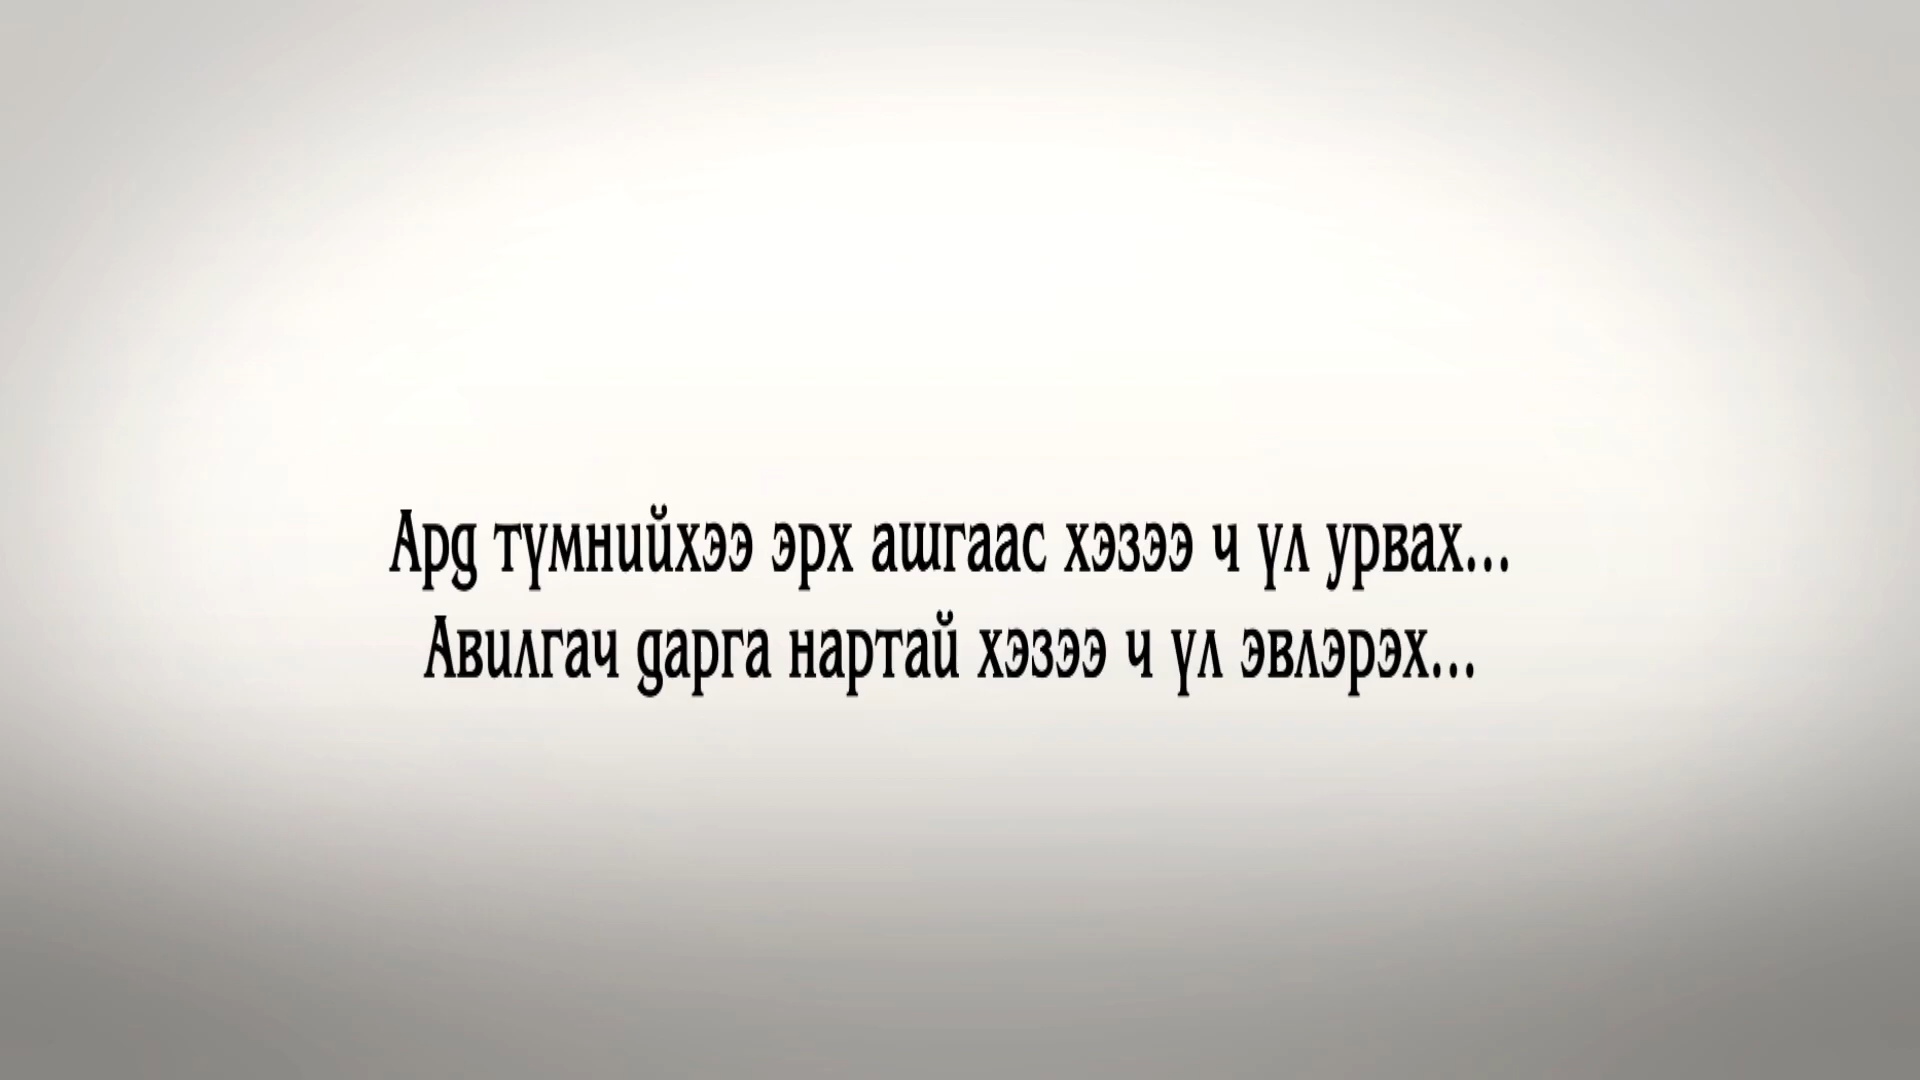 Ард түмнийхээ эрх ашгаас хэзээ ч үл урвах...
Авилгач дарга нартай хэзээ ч үл эвлэрэх...